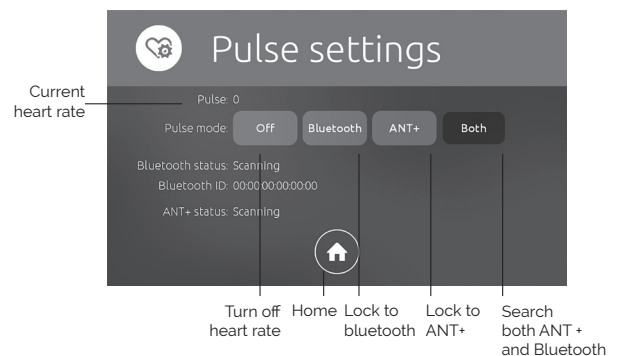 Pulse settings
Current
heart rate
Pulse: 0
Pulse mode: Off Bluetooth ANT+ Both
Bluetooth status: Scanning
Bluetooth ID: 00:00:00:00:00:00
ANT+ status: Scanning
Turn off
heart rate
Home
Lock to
bluetooth
Lock to
ANT+
Search
both ANT +
and Bluetooth